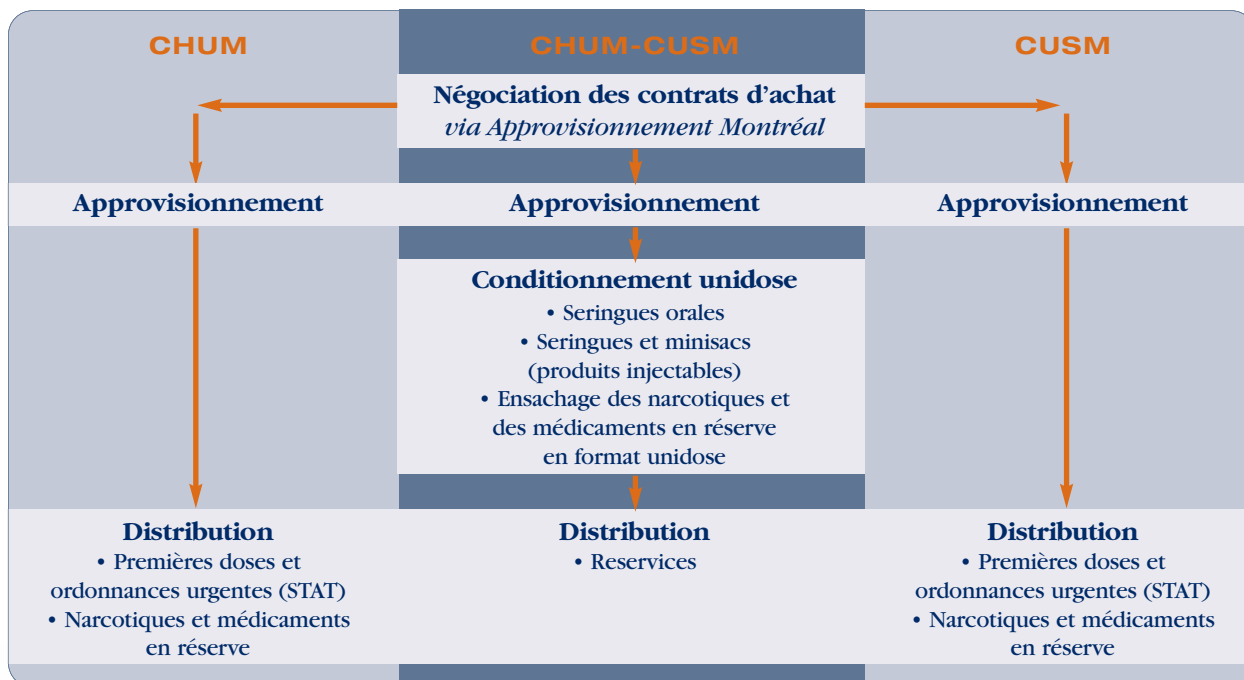 CHUM
CHUM-CUSM
CUSM
Négociation des contrats d'achat
via Approvisionnement Montréal
Approvisionnement
Approvisionnement
Approvisionnement
Conditionnement unidose
• Seringues orales
• Seringues et minisacs
(produits injectables)
• Ensachage des narcotiques et
des médicaments en réserve
en format unidose
Distribution
• Premières doses et
ordonnances urgentes (STAT)
• Narcotiques et médicaments
en réserve
Distribution
• Reservices
Distribution
• Premières doses et
ordonnances urgentes (STAT)
• Narcotiques et médicaments
en réserve